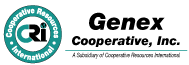 Cooperative Resources
CRI
International
Genex
Cooperative, Inc.
A Subsidiary of Cooperative Resources International